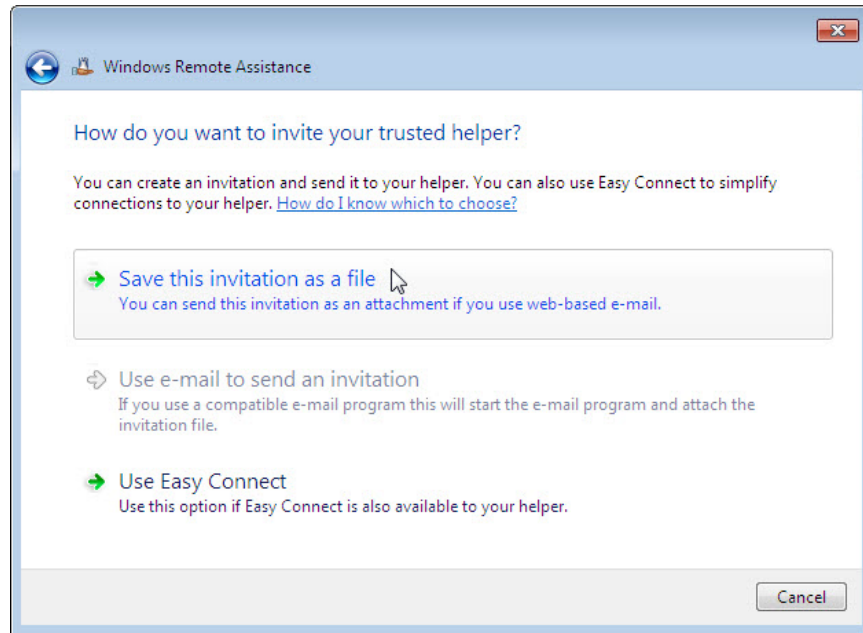 Windows Remote Assistance
How do you want to invite your trusted helper?
You can create an invitation and send it to your helper. You can also use Easy Connect to simplify
connections to your helper. How do I know which to choose?
Save this invitation as a file
You can send this invitation as an attachment if you use web-based e-mail.
Use e-mail to send an invitation
If you use a compatible e-mail program this will start the e-mail program and attach the
invitation file.
Use Easy Connect
Use this option if Easy Connect is also available to your helper.
Cancel